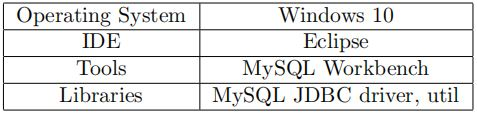 Operating System Windows 10
IDE Eclipse
Tools MySQL Workbench
Libraries MySQL JDBC driver, util